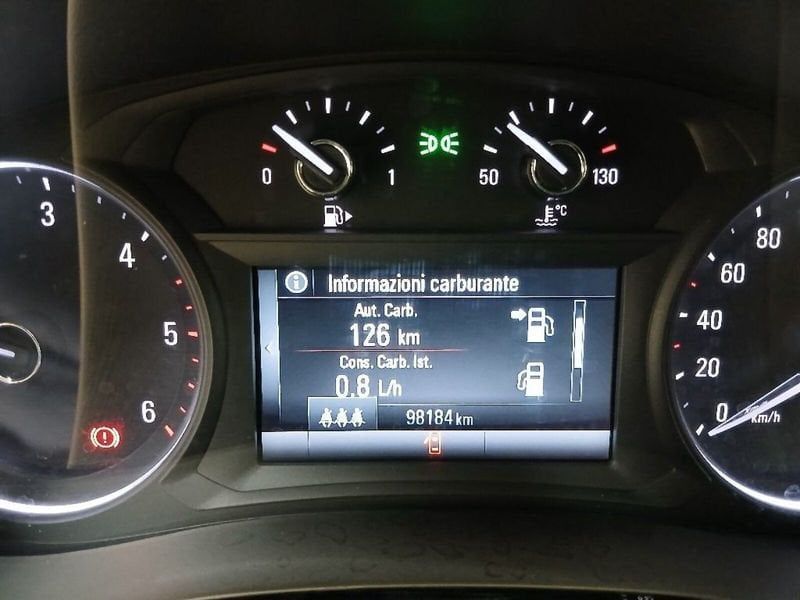 0 1
50 130
°C
3
4
5
6
80
60
40
20
0
km/h
Informazioni carburante
Aut. Carb.
126 km
Cons. Carb. Ist.
0.8 L/h
98184 km